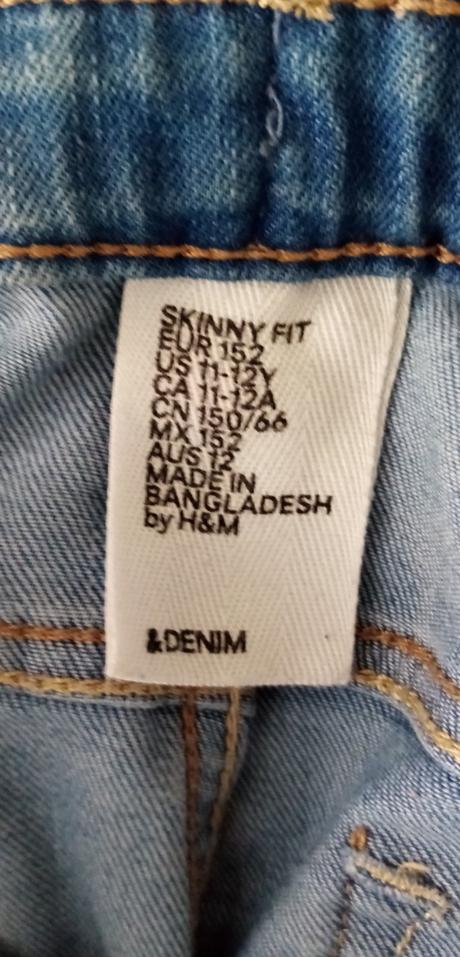 SKINNY FIT
EUR 152
US 11-12Y
CA 11-12A
CN 150/66
MX 152
AUS 12
MADE IN
BANGLADESH
by H&M
&DENIM